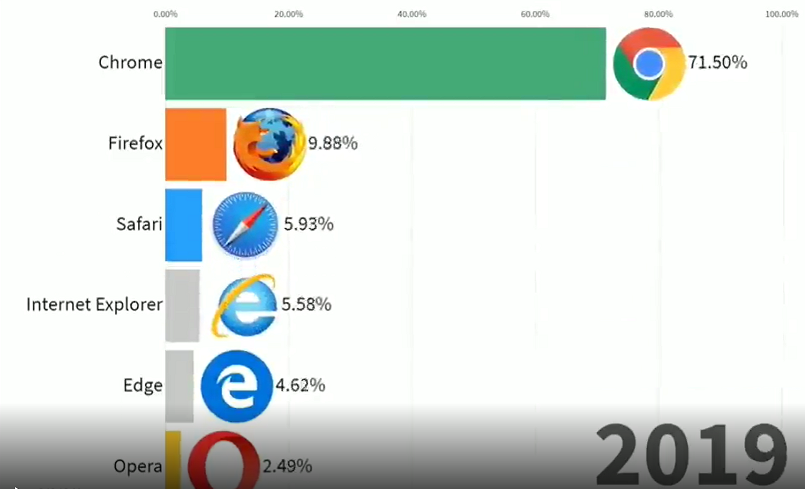 0.00% 20.00% 40.00% 60.00% 80.00% 100.00%
Chrome 71.50%
Firefox 9.88%
Safari 5.93%
Internet Explorer 5.58%
Edge 4.62%
Opera 2.49%
2019